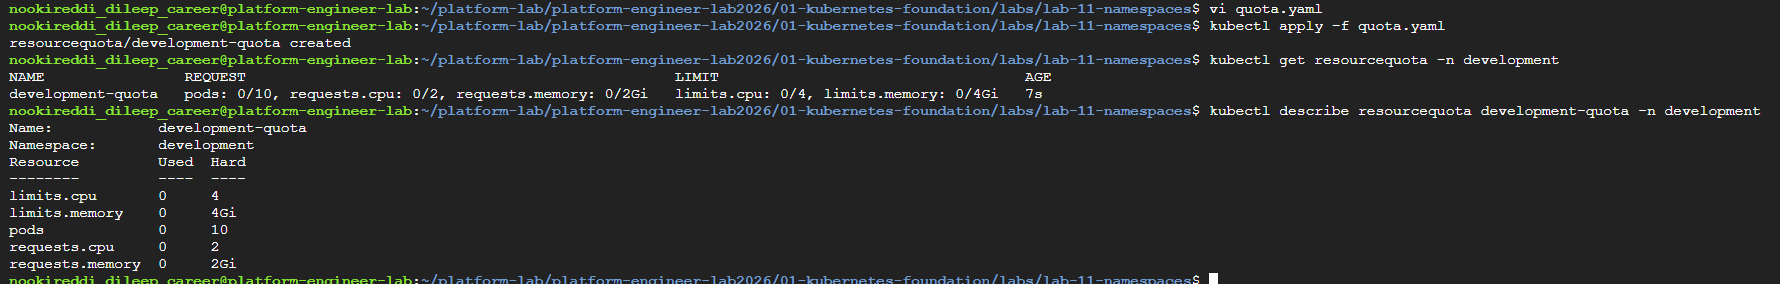 nookireddi_dileep_career@platform-engineer-lab:~/platform-lab/platform-engineer-lab2026/01-kubernetes-foundation/labs/lab-11-namespaces$ vi quota.yaml
nookireddi_dileep_career@platform-engineer-lab:~/platform-lab/platform-engineer-lab2026/01-kubernetes-foundation/labs/lab-11-namespaces$ kubectl apply -f quota.yaml
resourcequota/development-quota created
nookireddi_dileep_career@platform-engineer-lab:~/platform-lab/platform-engineer-lab2026/01-kubernetes-foundation/labs/lab-11-namespaces$ kubectl get resourcequota -n development
NAME                REQUEST                                                   LIMIT                                     AGE
development-quota   pods: 0/10, requests.cpu: 0/2, requests.memory: 0/2Gi   limits.cpu: 0/4, limits.memory: 0/4Gi   7s
nookireddi_dileep_career@platform-engineer-lab:~/platform-lab/platform-engineer-lab2026/01-kubernetes-foundation/labs/lab-11-namespaces$ kubectl describe resourcequota development-quota -n development
Name:            development-quota
Namespace:       development
Resource         Used  Hard
--------         ----  ----
limits.cpu       0     4
limits.memory    0     4Gi
pods             0     10
requests.cpu     0     2
requests.memory  0     2Gi
nookireddi_dileep_career@platform-engineer-lab:~/platform-lab/platform-engineer-lab2026/01-kubernetes-foundation/labs/lab-11-namespaces$